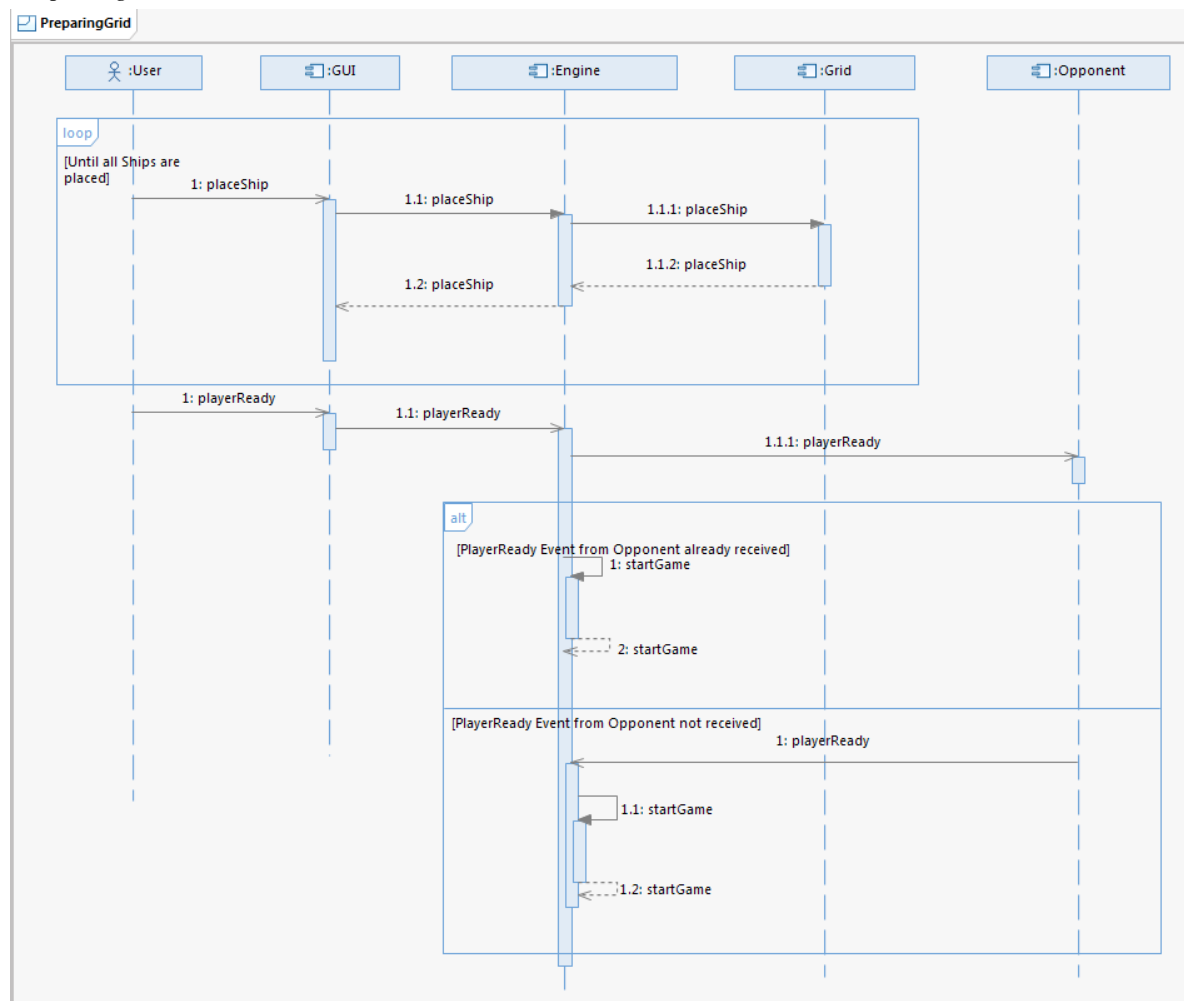 PreparingGrid
:User
:GUI
:Engine
:Grid
:Opponent
loop
[Until all Ships are
placed]
1: placeShip
1.1: placeShip
1.1.1: placeShip
1.1.2: placeShip
1.2: placeShip
1: playerReady
1.1: playerReady
1.1.1: playerReady
alt
[PlayerReady Event from Opponent already received]
1: startGame
2: startGame
[PlayerReady Event from Opponent not received]
1: playerReady
1.1: startGame
1.2: startGame